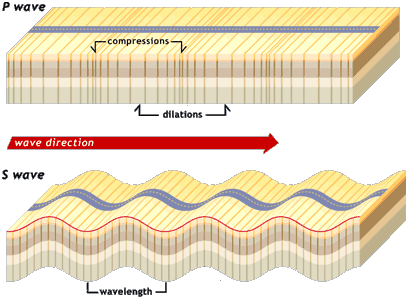 P wave
compressions
dilations
wave direction
S wave
wavelength